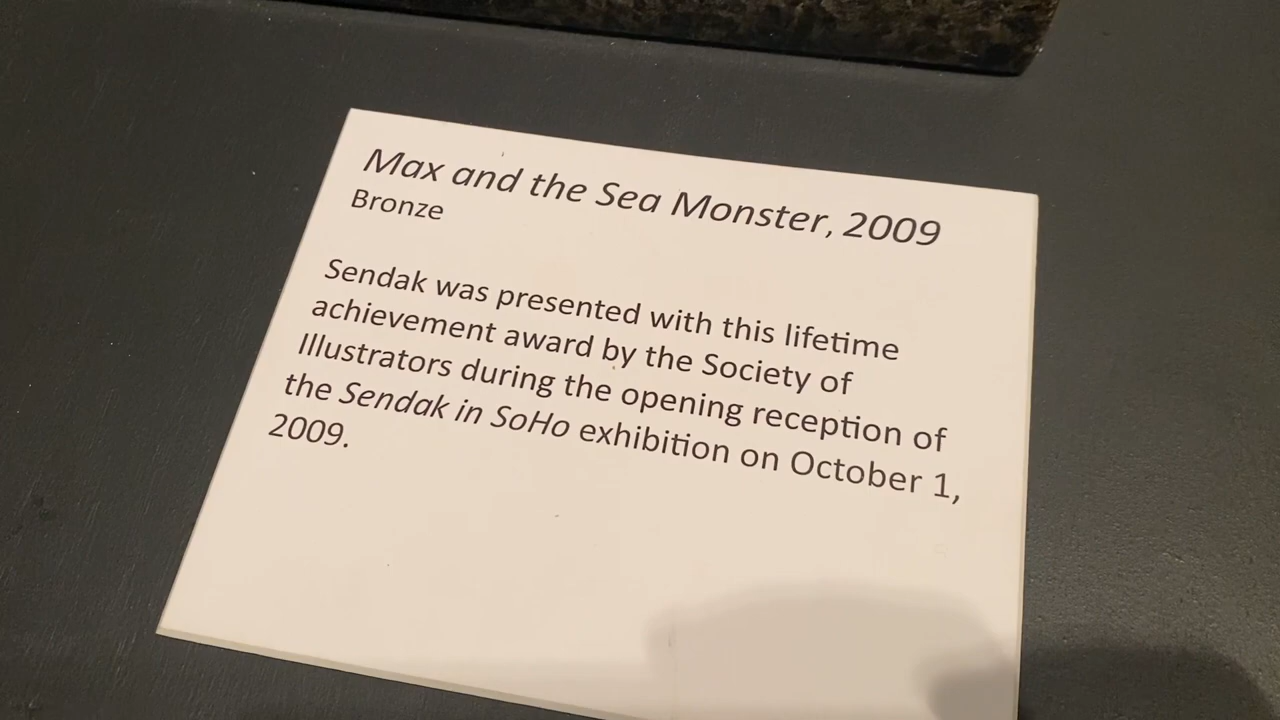 Max and the Sea Monster, 2009
Bronze
Sendak was presented with this lifetime
achievement award by the Society of
Illustrators during the opening reception of
the Sendak in SoHo exhibition on October 1,
2009.